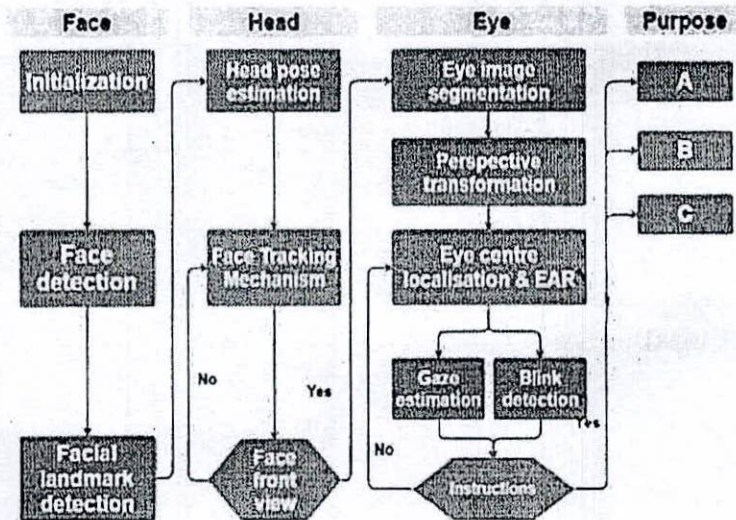 Face
Head
Eye
Purpose
Initialization
Head pose
estimation
Eye image
segmentation
A
Perspective
transformation
B
C
Face
detection
Face Tracking
Mechanism
Eye centre
localisation & EAR
Gaze
estimation
Blink
detection
No
Yes
No
Yes
Facial
landmark
detection
Face
front
view
Instructions